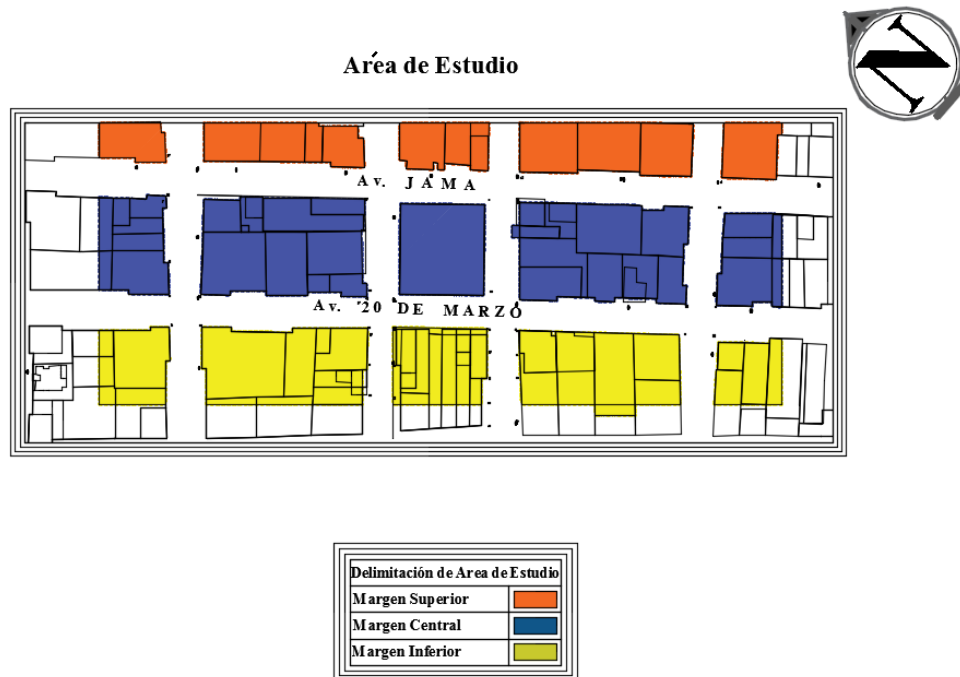 Aŕea de Estudio
N
Av. JAMA
Av. 20 DE MARZO
Delimitación de Area de Estudio
Margen Superior
Margen Central
Margen Inferior